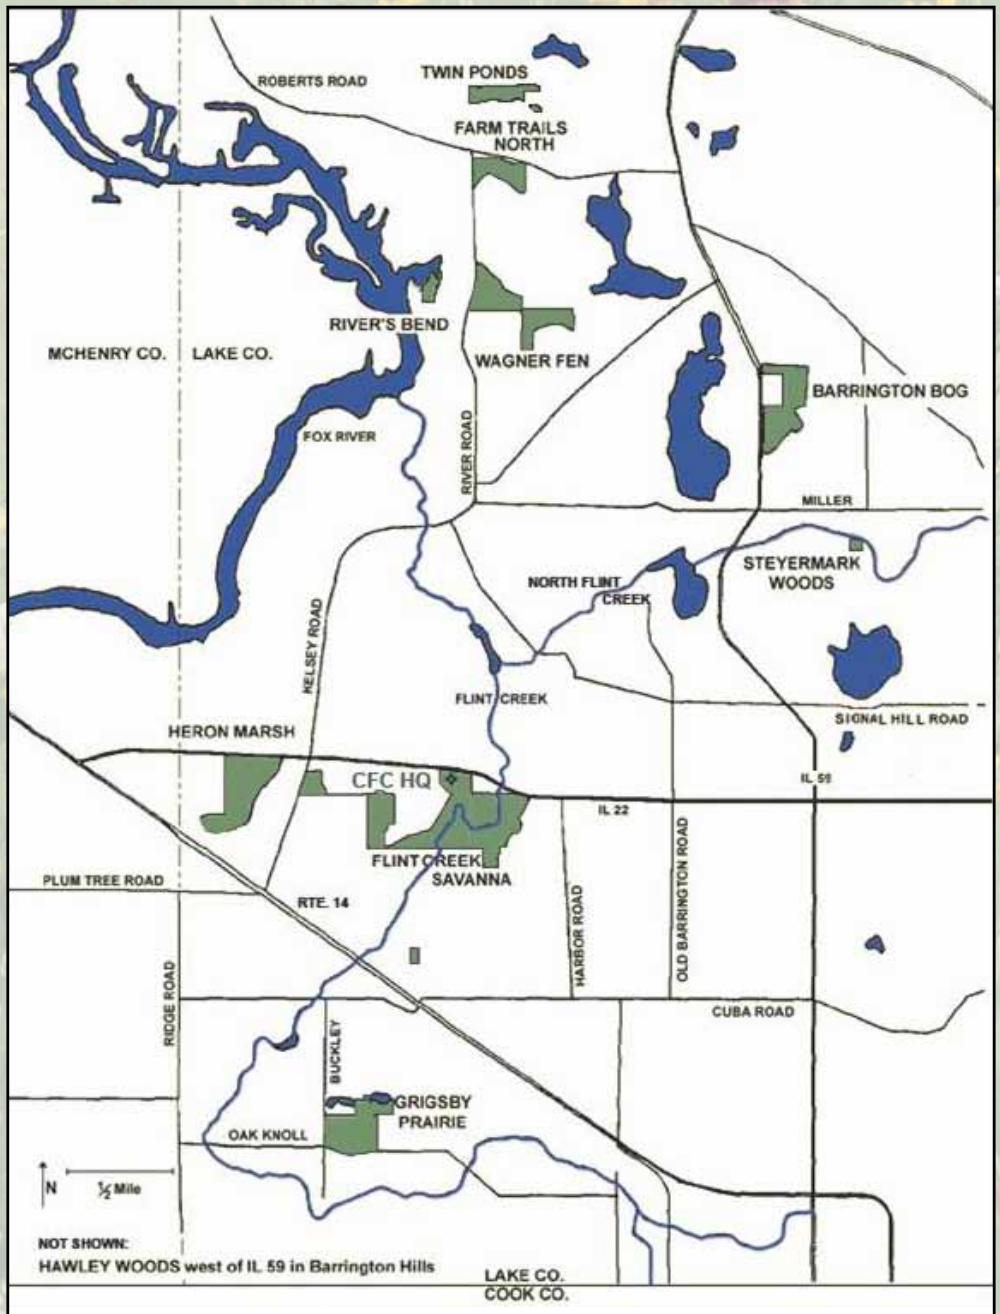 ROBERTS ROAD
TWIN PONDS
FARM TRAILS
NORTH
RIVER'S BEND
MCHENRY CO.
LAKE CO.
WAGNER FEN
BARRINGTON BOG
FOX RIVER
RIVER ROAD
MILLER
STEYERMARK
WOODS
NORTH FLINT
CREEK
KELSEY ROAD
FLINT CREEK
SIGNAL HILL ROAD
HERON MARSH
CFC HQ
IL 59
IL 22
FLINT CREEK
SAVANNA
PLUM TREE ROAD
RTE. 14
HARBOR ROAD
OLD BARRINGTON ROAD
RIDGE ROAD
CUBA ROAD
BUCKLEY
GRIGSBY
PRAIRIE
OAK KNOLL
N
½ Mile
NOT SHOWN:
HAWLEY WOODS west of IL 59 in Barrington Hills
LAKE CO.
COOK CO.